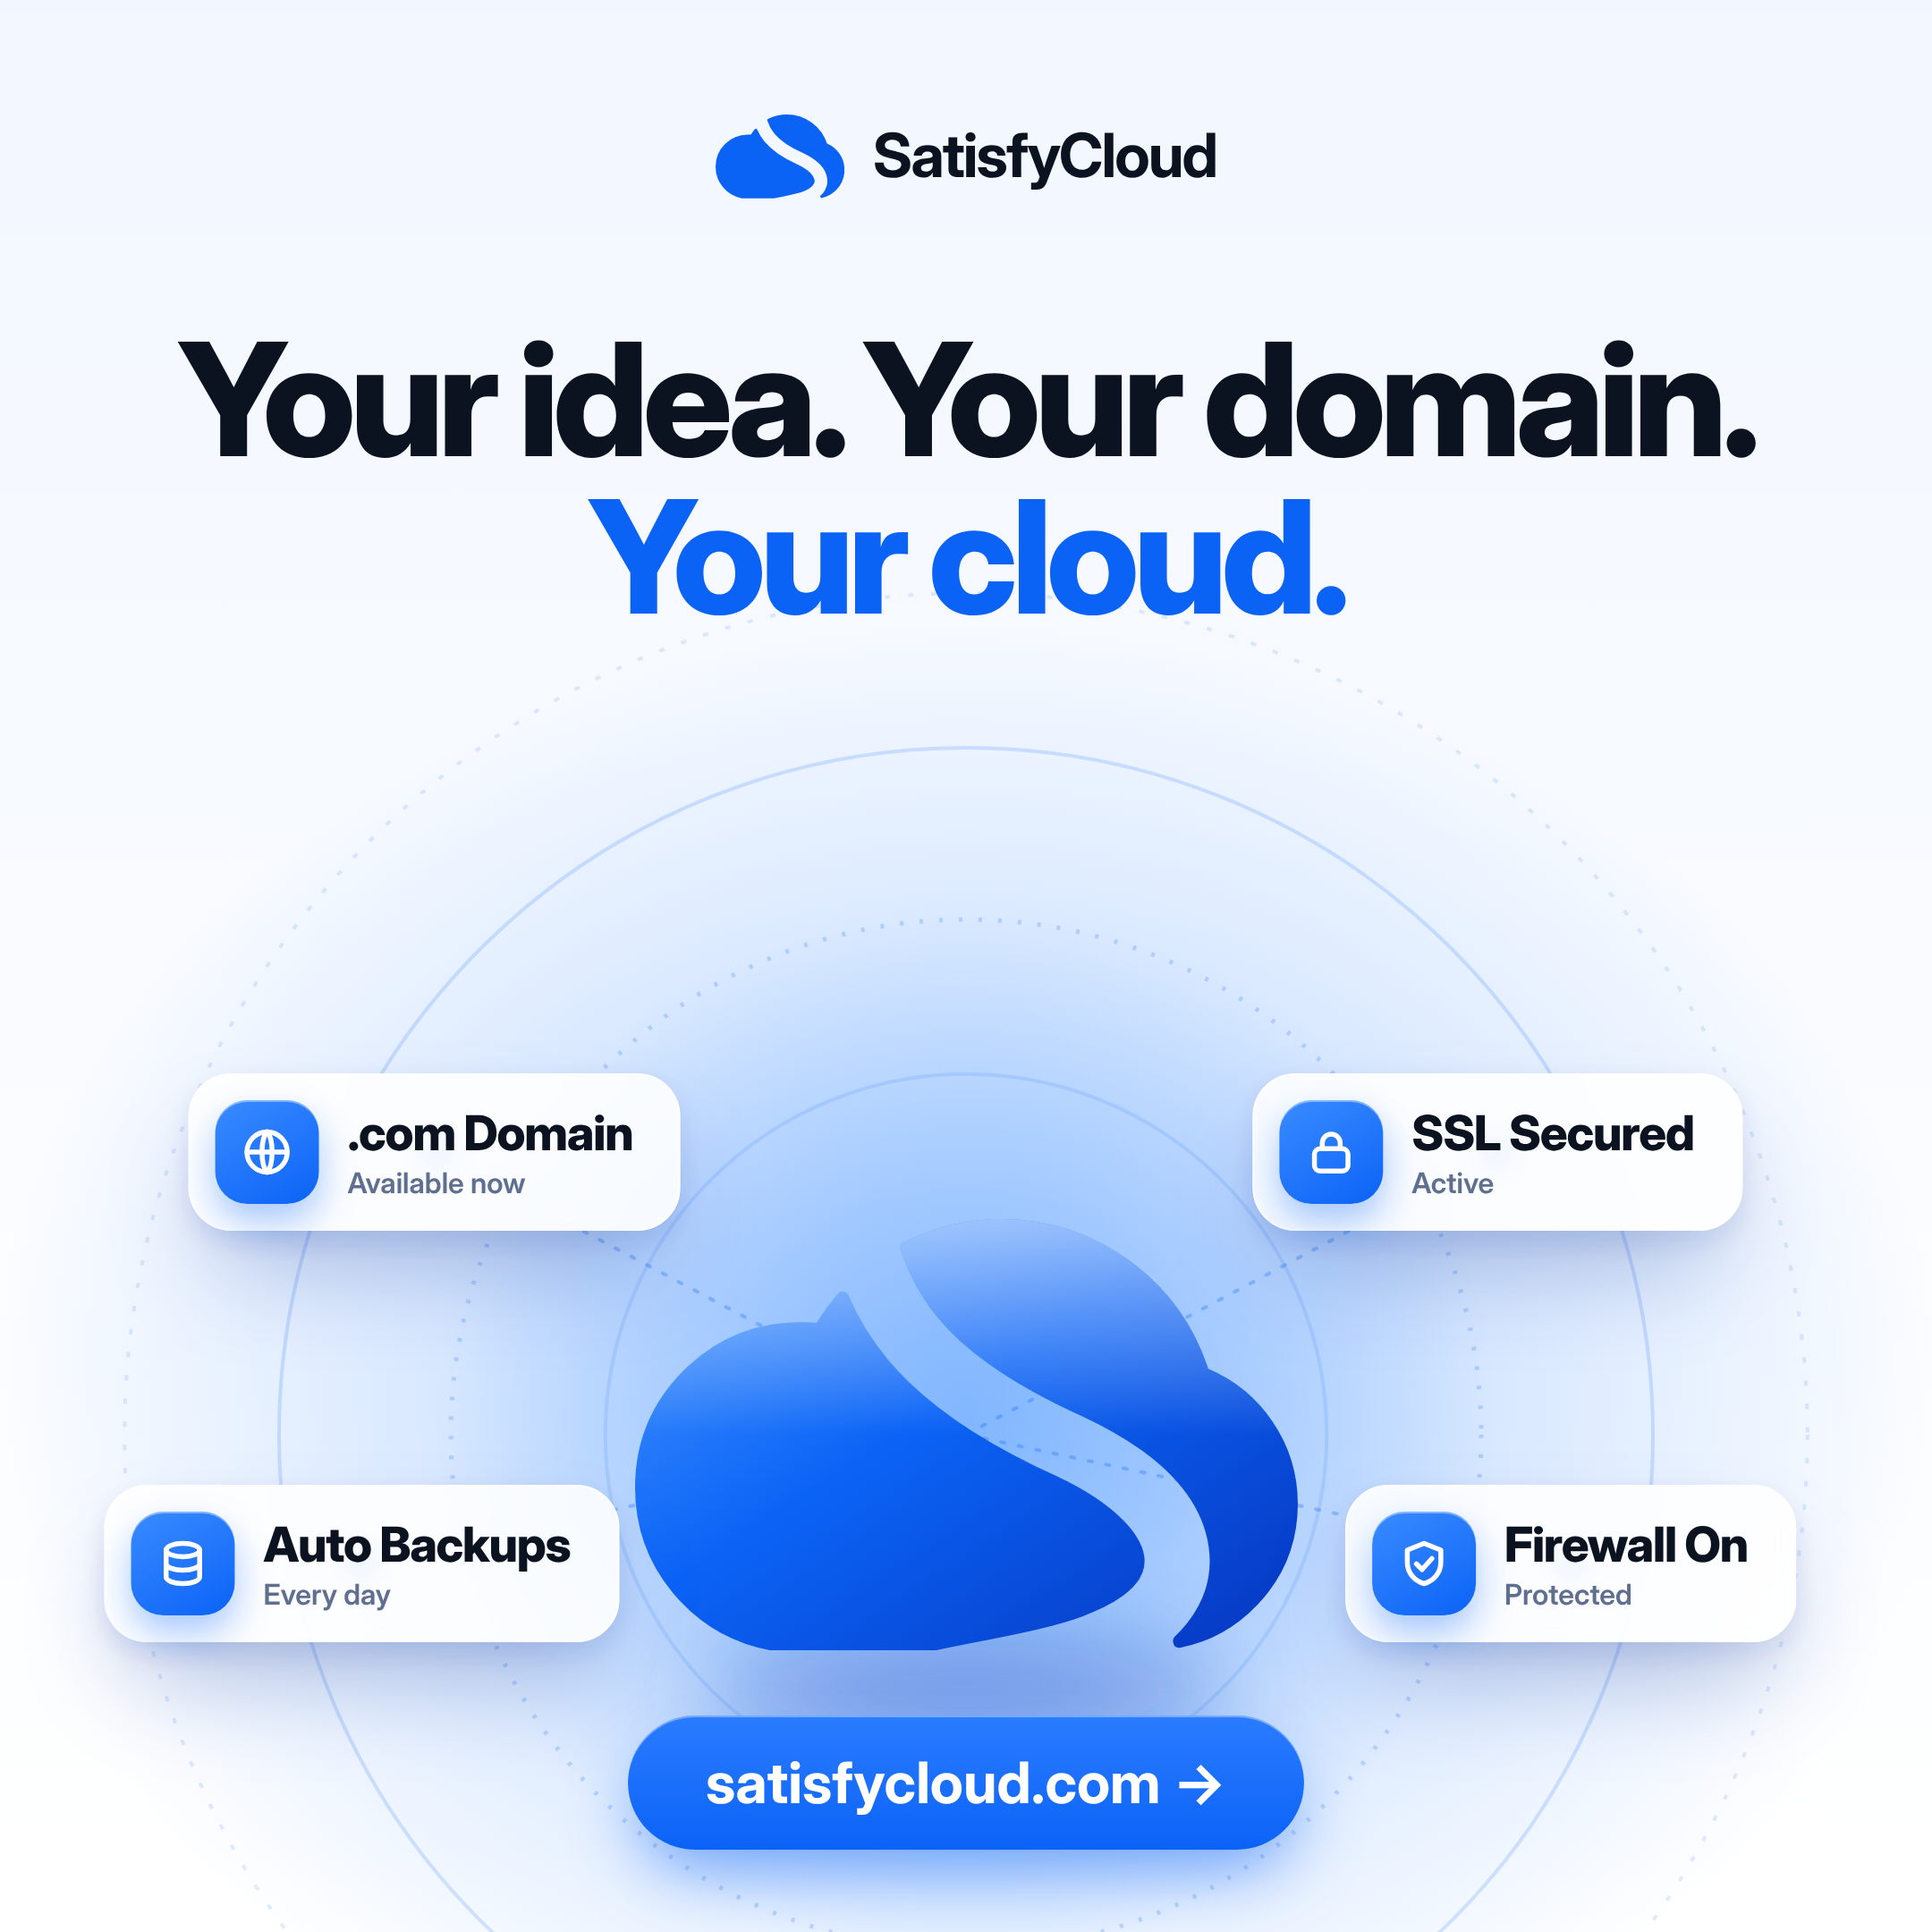 SatisfyCloud
Your idea. Your domain.
Your cloud.
.com Domain
Available now
SSL Secured
Active
Auto Backups
Every day
Firewall On
Protected
satisfycloud.com →